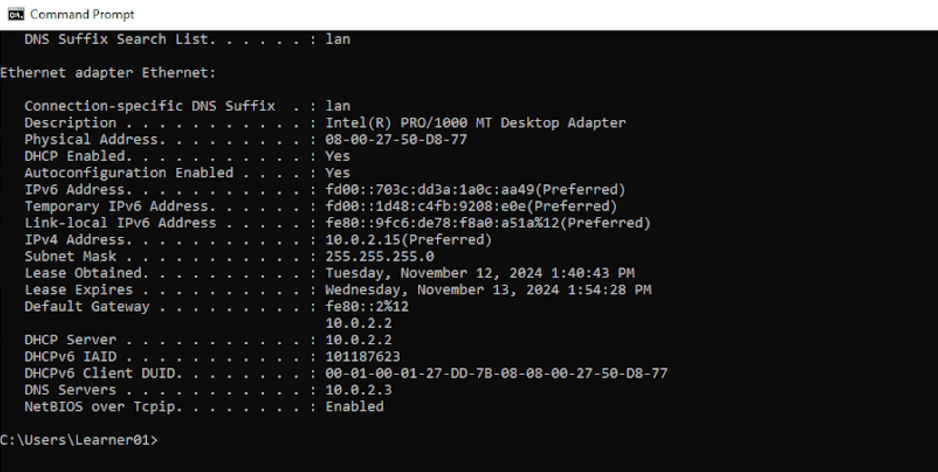 Command Prompt
DNS Suffix Search List. . . . . . : lan
Ethernet adapter Ethernet:
Connection-specific DNS Suffix  . : lan
Description . . . . . . . . . . . : Intel(R) PRO/1000 MT Desktop Adapter
Physical Address. . . . . . . . . : 08-00-27-50-D8-77
DHCP Enabled. . . . . . . . . . . : Yes
Autoconfiguration Enabled . . . . : Yes
IPv6 Address. . . . . . . . . . . : fd00::703c:dd3a:1a0c:aa49(Preferred)
Temporary IPv6 Address. . . . . . : fd00::1d48:c4fb:9208:e0e(Preferred)
Link-local IPv6 Address . . . . . : fe80::9fc6:de78:f8a0:a51a%12(Preferred)
IPv4 Address. . . . . . . . . . . : 10.0.2.15(Preferred)
Subnet Mask . . . . . . . . . . . : 255.255.255.0
Lease Obtained. . . . . . . . . . : Tuesday, November 12, 2024 1:40:43 PM
Lease Expires . . . . . . . . . . : Wednesday, November 13, 2024 1:54:28 PM
Default Gateway . . . . . . . . . : fe80::2%12
10.0.2.2
DHCP Server . . . . . . . . . . . : 10.0.2.2
DHCPv6 IAID . . . . . . . . . . . : 101187623
DHCPv6 Client DUID. . . . . . . . : 00-01-00-01-27-DD-7B-08-08-00-27-50-D8-77
DNS Servers . . . . . . . . . . . : 10.0.2.3
NetBIOS over Tcpip. . . . . . . . : Enabled
C:\Users\Learner01>